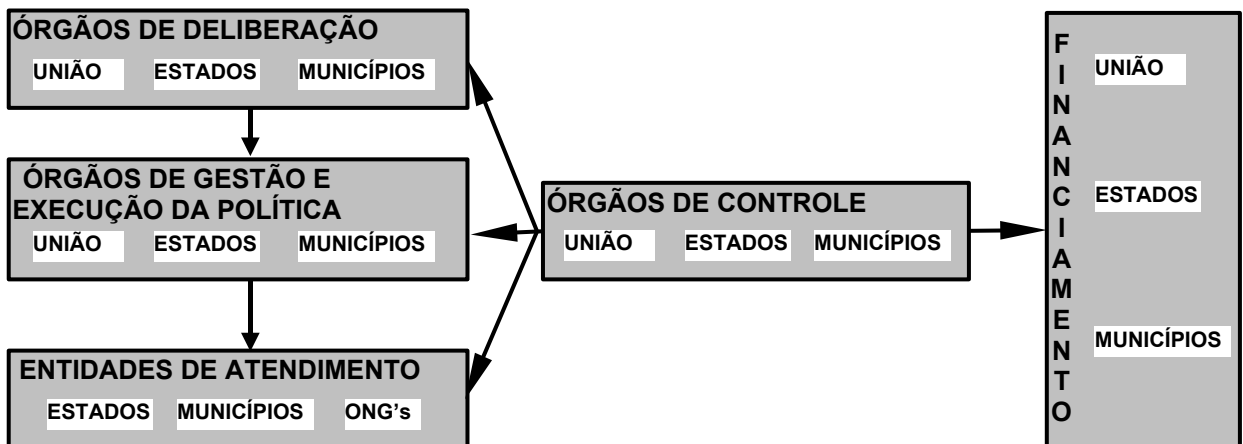 ÓRGÃOS DE DELIBERAÇÃO
UNIÃO ESTADOS MUNICÍPIOS
ÓRGÃOS DE GESTÃO E
EXECUÇÃO DA POLÍTICA
UNIÃO ESTADOS MUNICÍPIOS
ENTIDADES DE ATENDIMENTO
ESTADOS MUNICÍPIOS ONG's
ÓRGÃOS DE CONTROLE
UNIÃO ESTADOS MUNICÍPIOS
FINANCIAMENTO
UNIÃO
ESTADOS
MUNICÍPIOS